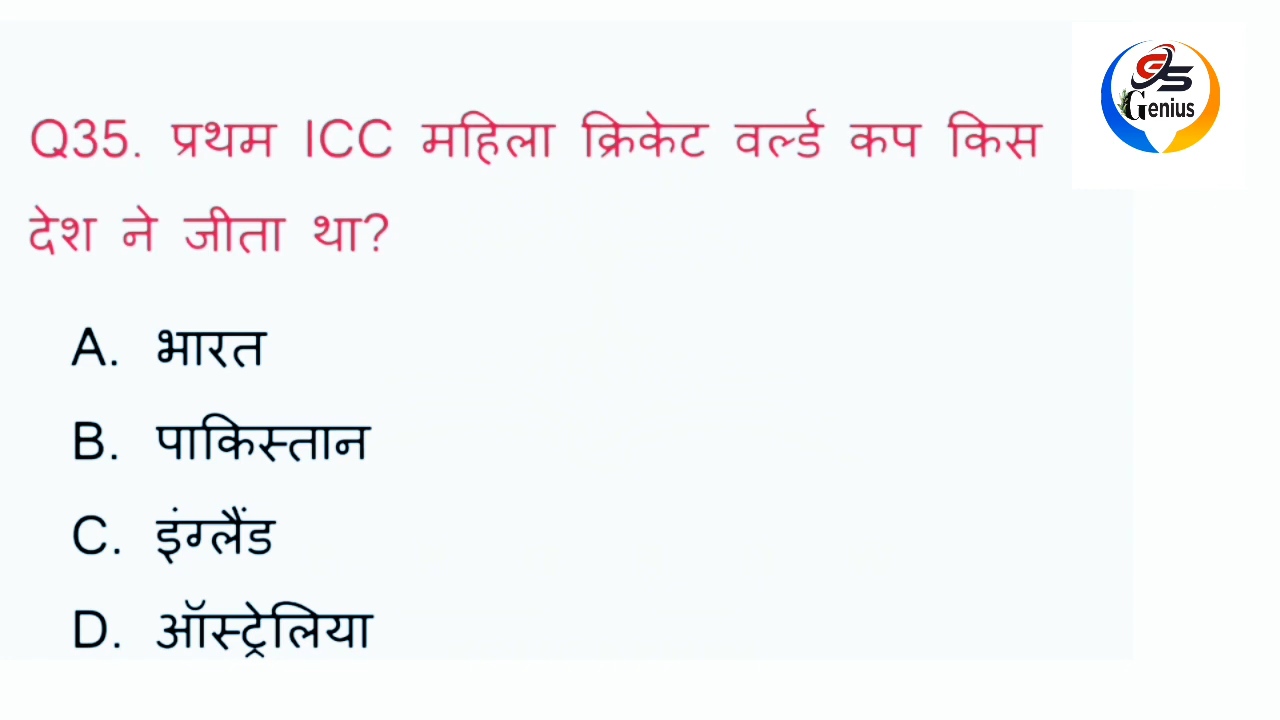 GS
Genius
Q35. प्रथम ICC महिला क्रिकेट वर्ल्ड कप किस
देश ने जीता था?
A. भारत
B. पाकिस्तान
C. इंग्लैंड
D. ऑस्ट्रेलिया